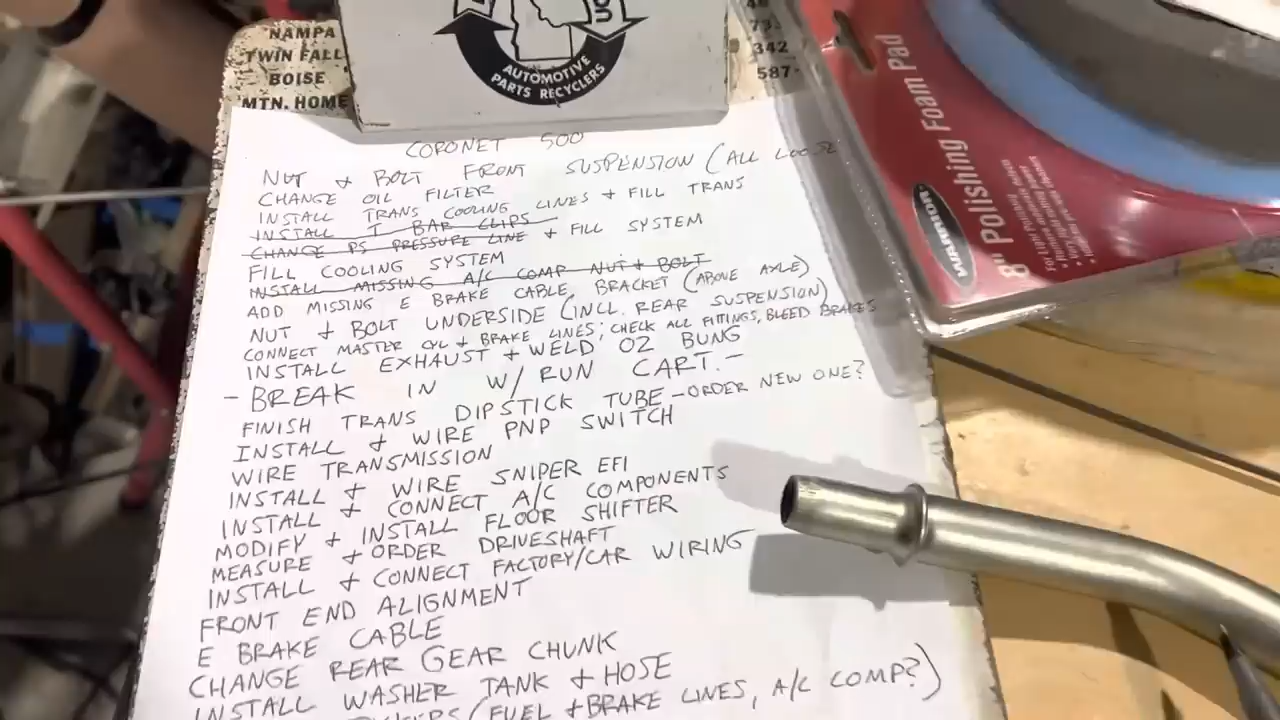 NAMPA
TWIN FALL
BOISE
MTN. HOME
AUTOMOTIVE
PARTS RECYCLERS
342
587-
8" Polishing Foam Pad
WARRIOR
CORONET 500
NUT & BOLT FRONT SUSPENSION (ALL LOOSE
CHANGE OIL FILTER
INSTALL TRANS COOLING LINES + FILL TRANS
INSTALL T BAR CLIPS
CHANGE PS PRESSURE LINE + FILL SYSTEM
FILL COOLING SYSTEM
INSTALL MISSING A/C COMP NUT & BOLT
ADD MISSING E BRAKE CABLE BRACKET (ABOVE AXLE)
NUT & BOLT UNDERSIDE (INCL. REAR SUSPENSION)
CONNECT MASTER CYL + BRAKE LINES; CHECK ALL FITTINGS, BLEED BRAKES
INSTALL EXHAUST + WELD O2 BUNG
- BREAK IN W/ RUN CART. -
FINISH TRANS DIPSTICK TUBE - ORDER NEW ONE?
INSTALL & WIRE PNP SWITCH
WIRE TRANSMISSION
INSTALL & WIRE SNIPER EFI
INSTALL & CONNECT A/C COMPONENTS
MODIFY + INSTALL FLOOR SHIFTER
MEASURE + ORDER DRIVESHAFT
INSTALL & CONNECT FACTORY/CAR WIRING
FRONT END ALIGNMENT
E BRAKE CABLE
CHANGE REAR GEAR CHUNK
INSTALL WASHER TANK & HOSE
(FUEL + BRAKE LINES, A/C COMP?)